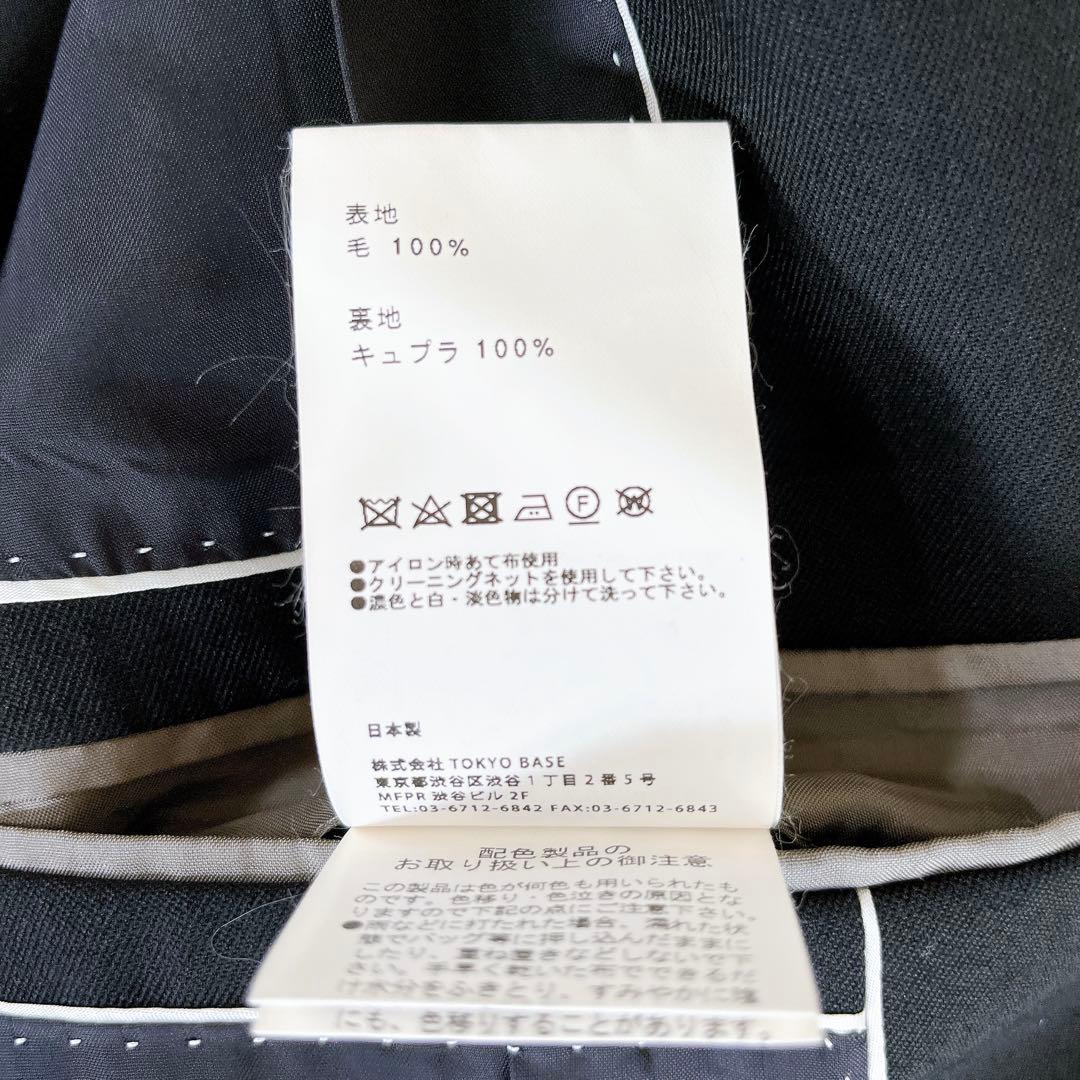 表地
毛 100%
裏地
キュプラ 100%
F W
●アイロン時あて布使用
●クリーニングネットを使用して下さい。
●濃色と白・淡色物は分けて洗って下さい。
日本製
株式会社 TOKYO BASE
東京都渋谷区渋谷1丁目2番5号
MFPR 渋谷ビル 2F
TEL:03-6712-6842 FAX:03-6712-6843
配色製品の
お取り扱い上の御注意
この製品は色が何色も用いられたも
のです。色移り・色泣きの原因とな
りますので下記の点にご注意下さい。
●雨などに打たれた場合、濡れた状
態でバッグ等に押し込んだままに
したり、重ね置きなどしないで下
さい。手早く乾いた布でできるだ
け水分をふきとり、すみやかに
にも、色移りすることがあります。